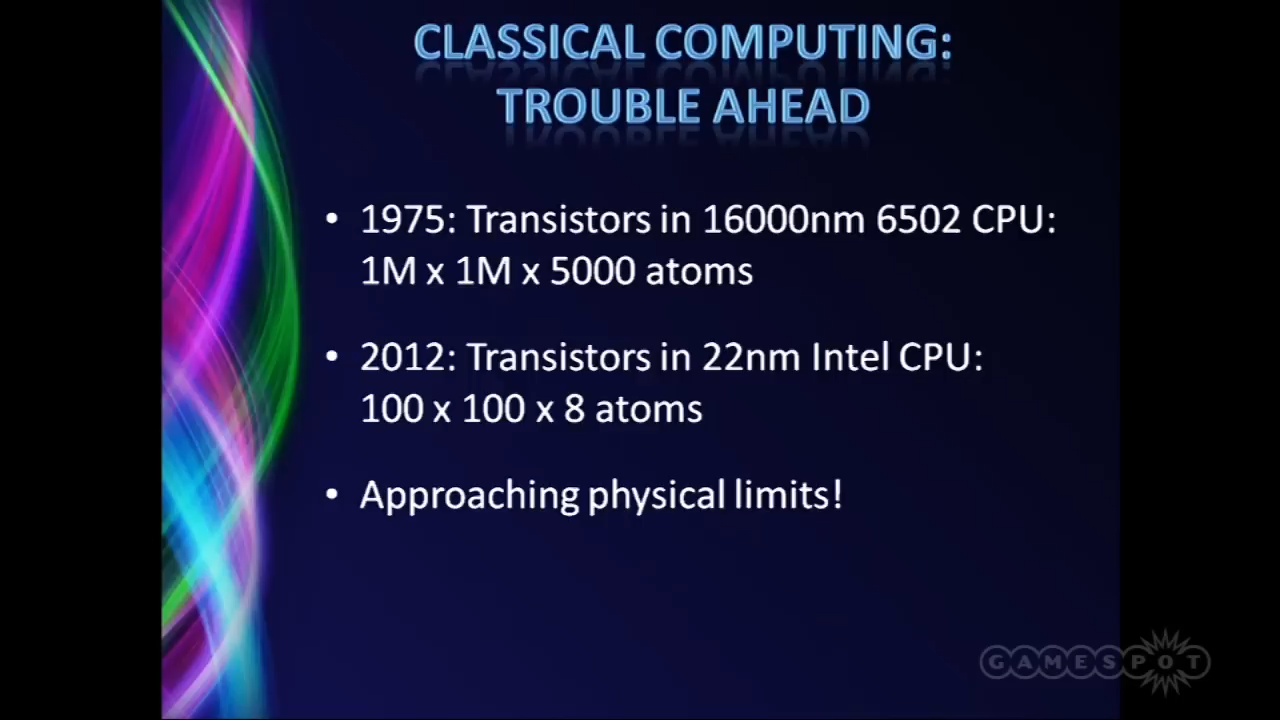 CLASSICAL COMPUTING:
TROUBLE AHEAD
• 1975: Transistors in 16000nm 6502 CPU:
1M x 1M x 5000 atoms
• 2012: Transistors in 22nm Intel CPU:
100 x 100 x 8 atoms
• Approaching physical limits!
GAMESPOT